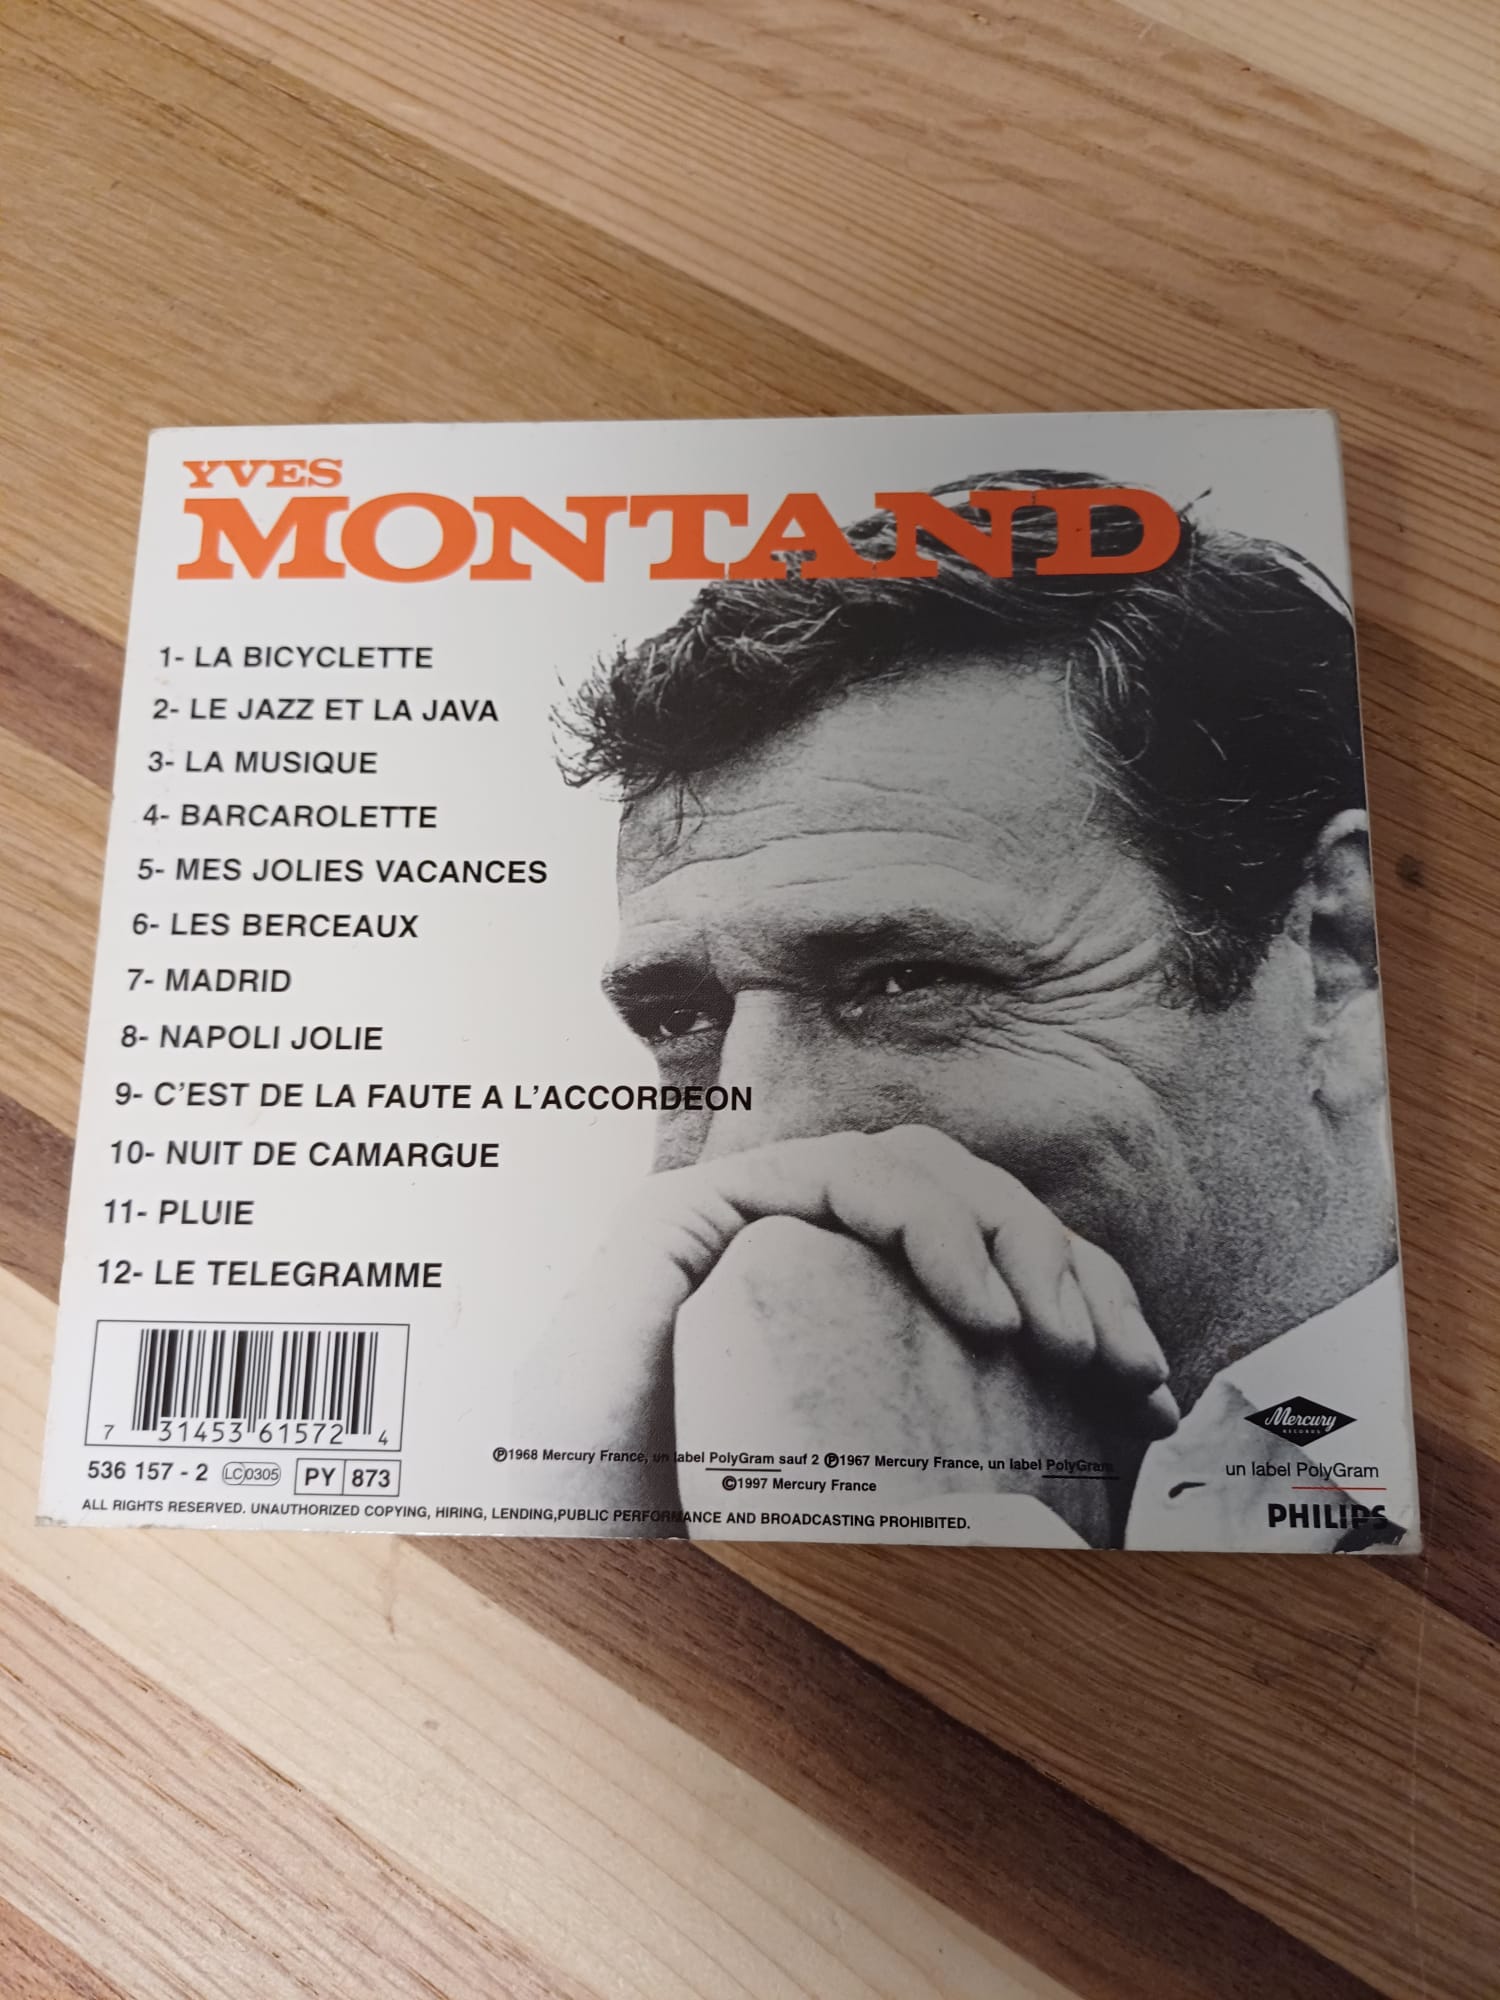 YVES
MONTAND
1- LA BICYCLETTE
2- LE JAZZ ET LA JAVA
3- LA MUSIQUE
4- BARCAROLETTE
5- MES JOLIES VACANCES
6- LES BERCEAUX
7- MADRID
8- NAPOLI JOLIE
9- C'EST DE LA FAUTE A L'ACCORDEON
10- NUIT DE CAMARGUE
11- PLUIE
12- LE TELEGRAMME
7 31453 61572 4
536 157 - 2 LC 0305 PY 873
℗1968 Mercury France, un label PolyGram sauf 2 ℗1967 Mercury France, un label PolyGram
©1997 Mercury France
ALL RIGHTS RESERVED. UNAUTHORIZED COPYING, HIRING, LENDING,PUBLIC PERFORMANCE AND BROADCASTING PROHIBITED.
Mercury
RECORDS
un label PolyGram
PHILIPS